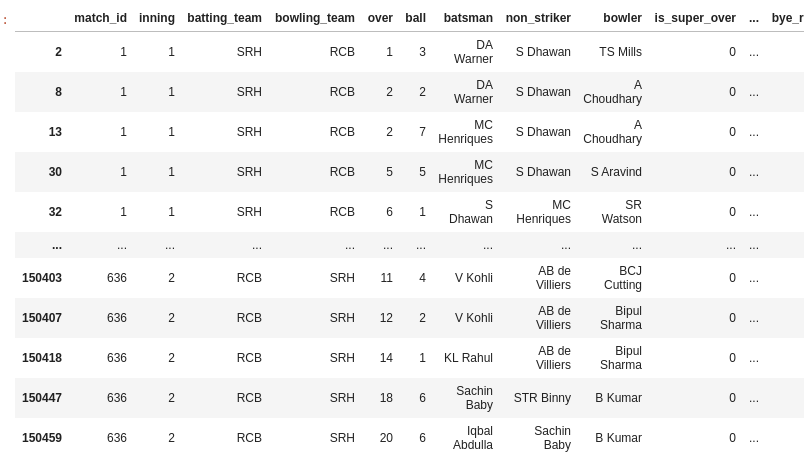 : match_id inning batting_team bowling_team over ball batsman non_striker bowler is_super_over ... bye_r
2 1 1 SRH RCB 1 3 DA Warner S Dhawan TS Mills 0 ...
8 1 1 SRH RCB 2 2 DA Warner S Dhawan A Choudhary 0 ...
13 1 1 SRH RCB 2 7 MC Henriques S Dhawan A Choudhary 0 ...
30 1 1 SRH RCB 5 5 MC Henriques S Dhawan S Aravind 0 ...
32 1 1 SRH RCB 6 1 S Dhawan MC Henriques SR Watson 0 ...
... ... ... ... ... ... ... ... ... ... ... ...
150403 636 2 RCB SRH 11 4 V Kohli AB de Villiers BCJ Cutting 0 ...
150407 636 2 RCB SRH 12 2 V Kohli AB de Villiers Bipul Sharma 0 ...
150418 636 2 RCB SRH 14 1 KL Rahul AB de Villiers Bipul Sharma 0 ...
150447 636 2 RCB SRH 18 6 Sachin Baby STR Binny B Kumar 0 ...
150459 636 2 RCB SRH 20 6 Iqbal Abdulla Sachin Baby B Kumar 0 ...